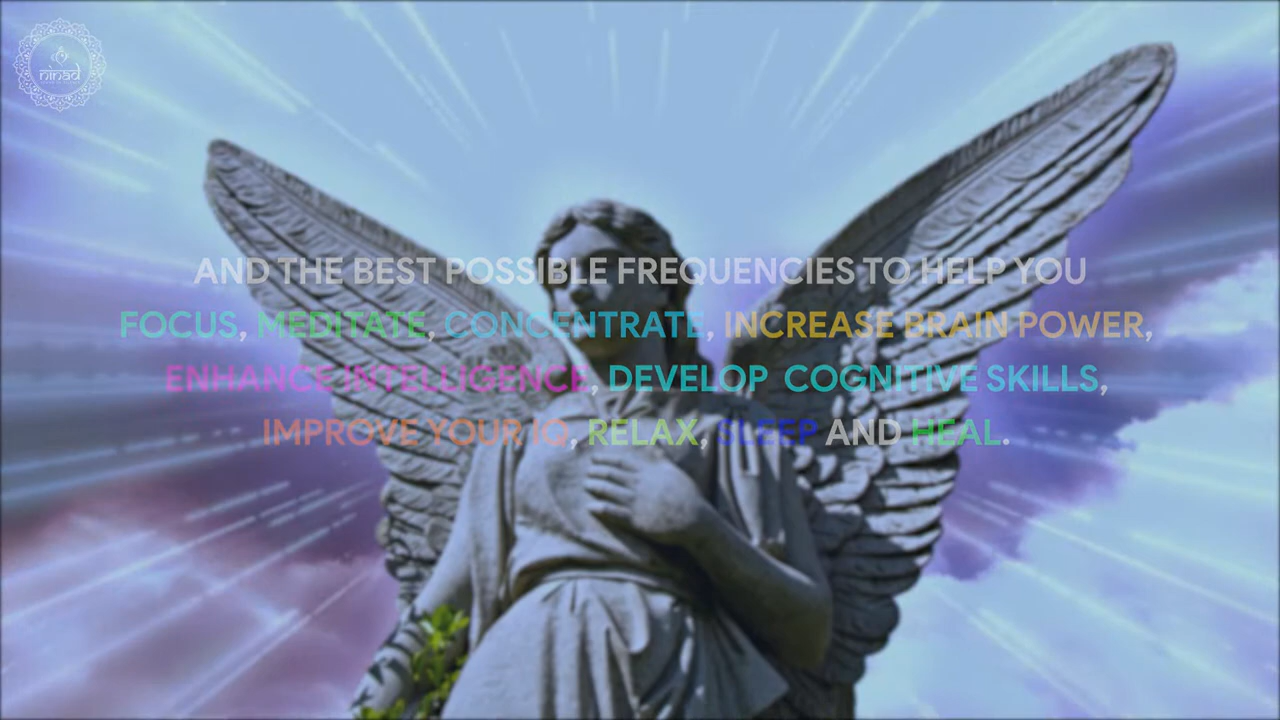 ninad
AND THE BEST POSSIBLE FREQUENCIES TO HELP YOU
FOCUS, MEDITATE, CONCENTRATE, INCREASE BRAIN POWER,
ENHANCE INTELLIGENCE, DEVELOP COGNITIVE SKILLS,
IMPROVE YOUR IQ, RELAX, SLEEP AND HEAL.